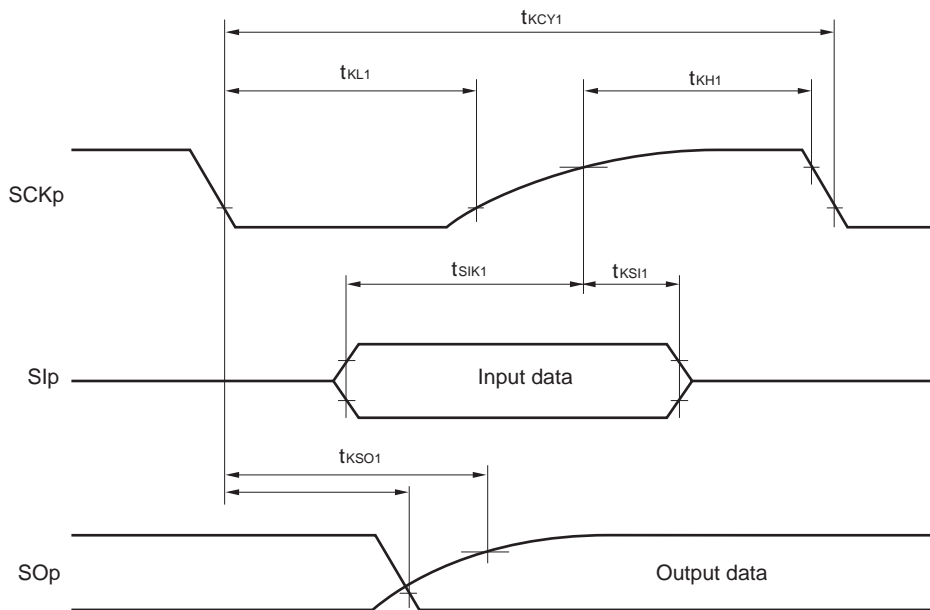 tKCY1
tKL1
tKH1
SCKp
tSIK1
tKSI1
SIp
Input data
tKSO1
SOp
Output data